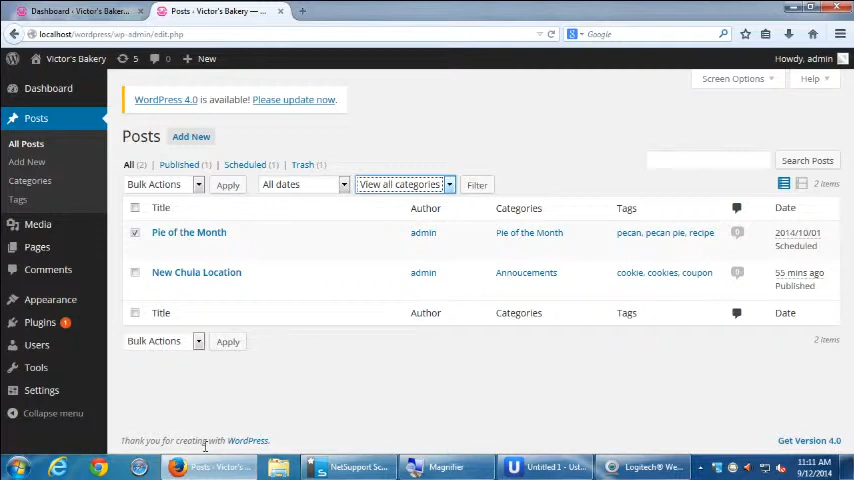 Dashboard ‹ Victor's Bakery...
Posts ‹ Victor's Bakery — ...
localhost/wordpress/wp-admin/edit.php
Google
Victor's Bakery 5 0 New
Howdy, admin
Dashboard
Screen Options
Help
WordPress 4.0 is available! Please update now.
Posts
Posts Add New
All Posts
Add New
Categories
Tags
All (2) Published (1) Scheduled (1) Trash (1)
Search Posts
Bulk Actions Apply All dates View all categories Filter
2 items
Title Author Categories Tags Date
Media
Pages
Comments
Appearance
Plugins 1
Users
Tools
Settings
Collapse menu
Pie of the Month admin Pie of the Month pecan, pecan pie, recipe 0 2014/10/01
Scheduled
New Chula Location admin Annoucements cookie, cookies, coupon 0 55 mins ago
Published
Title Author Categories Tags Date
Bulk Actions Apply
2 items
Thank you for creating with WordPress.
Get Version 4.0
Posts ‹ Victor's ...
NetSupport Sc...
Magnifier
Untitled 1 - Ust...
Logitech® We...
11:11 AM
9/12/2014